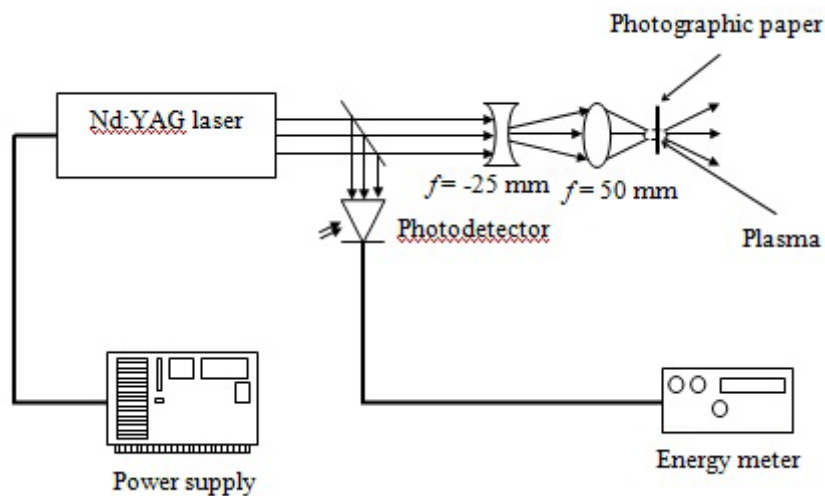 Photographic paper
Nd:YAG laser
f = -25 mm
f = 50 mm
Photodetector
Plasma
Power supply
Energy meter